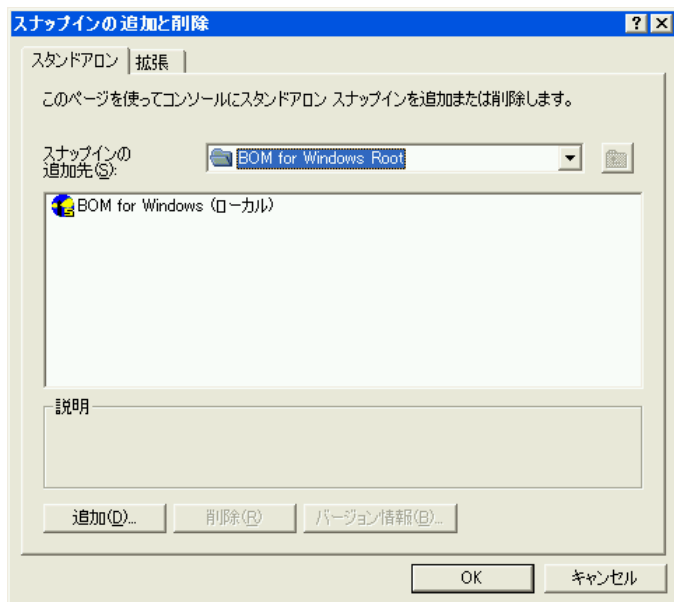 スナップインの追加と削除
スタンドアロン 拡張
このページを使ってコンソールにスタンドアロン スナップインを追加または削除します。
スナップインの
追加先(S):
BOM for Windows Root
BOM for Windows (ローカル)
説明
追加(D)... 削除(R) バージョン情報(B)...
OK キャンセル